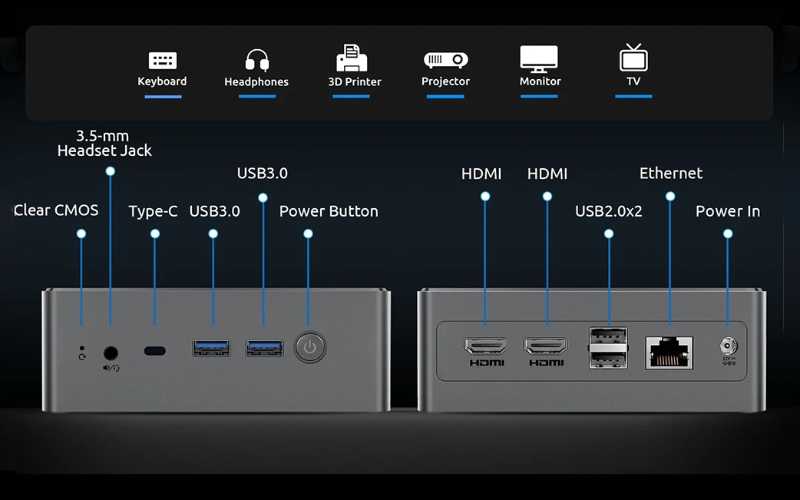 Keyboard
Headphones
3D Printer
Projector
Monitor
TV
3.5-mm
Headset Jack
USB3.0
HDMI
HDMI
Ethernet
Clear CMOS
Type-C
USB3.0
Power Button
USB2.0x2
Power In
HDMI
HDMI